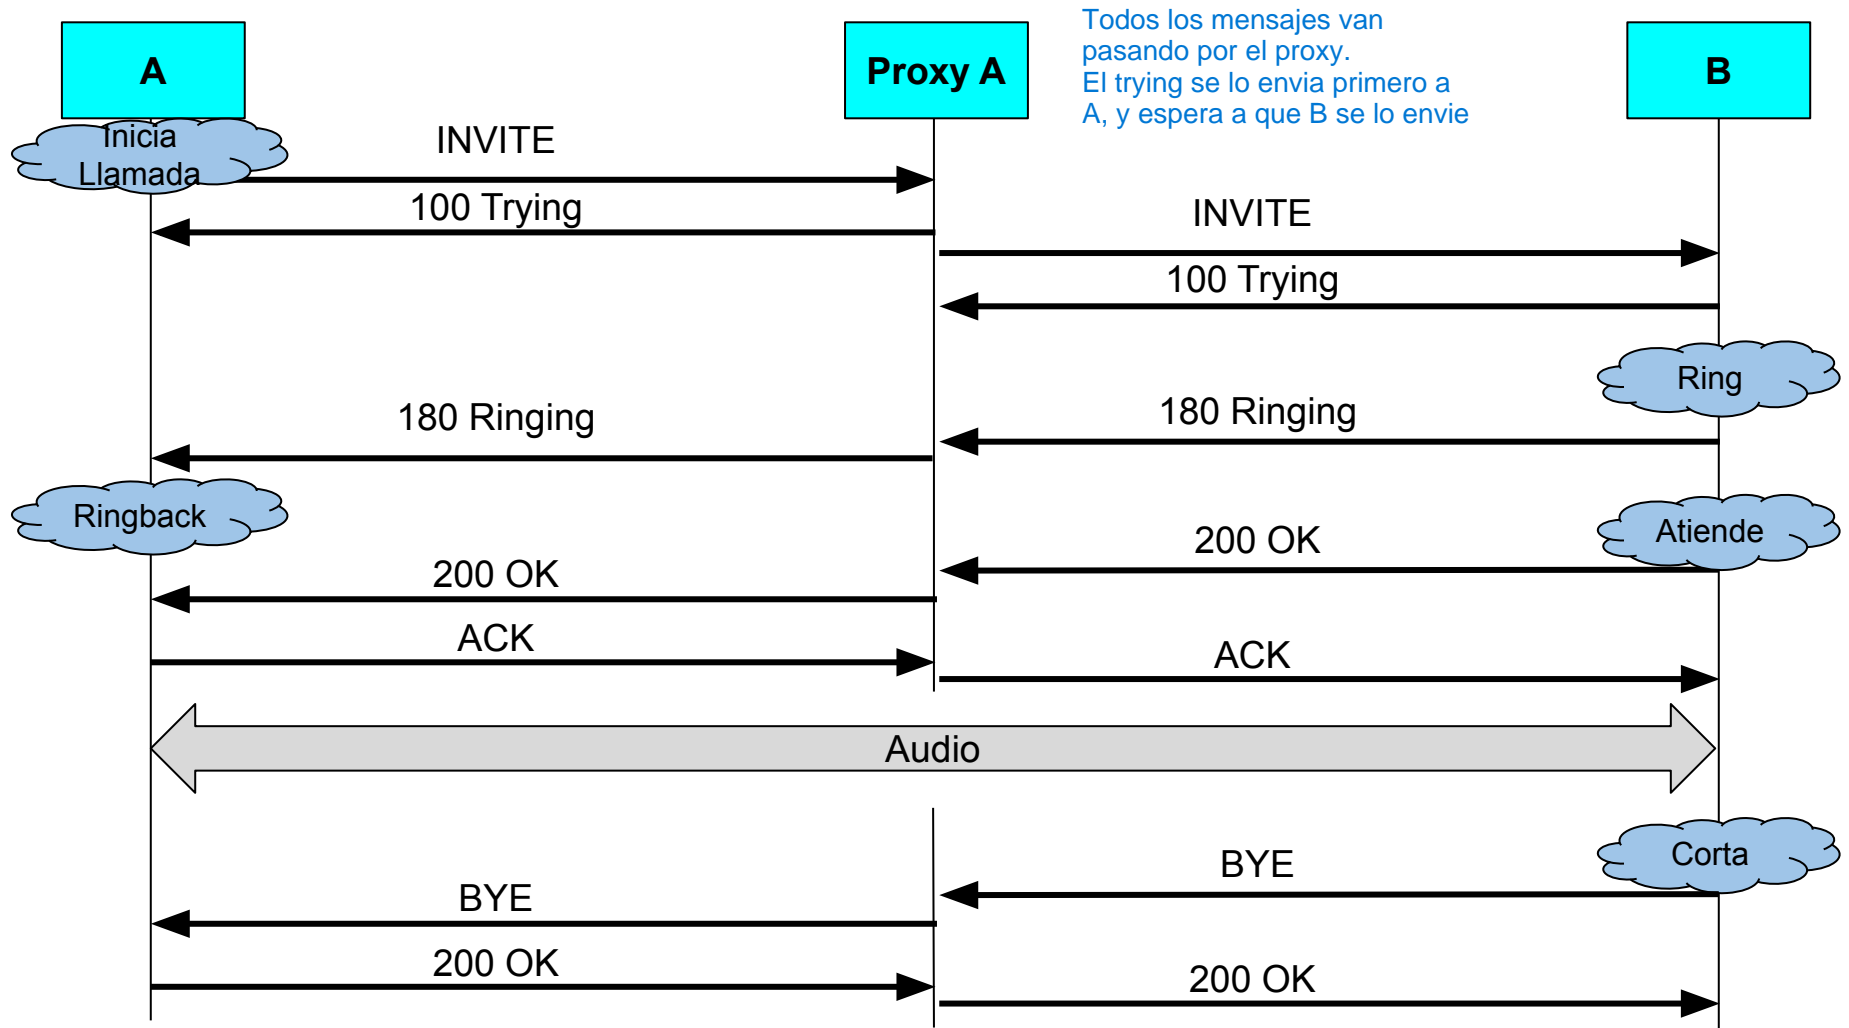 Todos los mensajes van
pasando por el proxy.
El trying se lo envia primero a
A, y espera a que B se lo envie
A
Proxy A
B
Inicia
Llamada
INVITE
100 Trying
INVITE
100 Trying
Ring
180 Ringing
180 Ringing
Ringback
Atiende
200 OK
200 OK
ACK
ACK
Audio
Corta
BYE
BYE
200 OK
200 OK